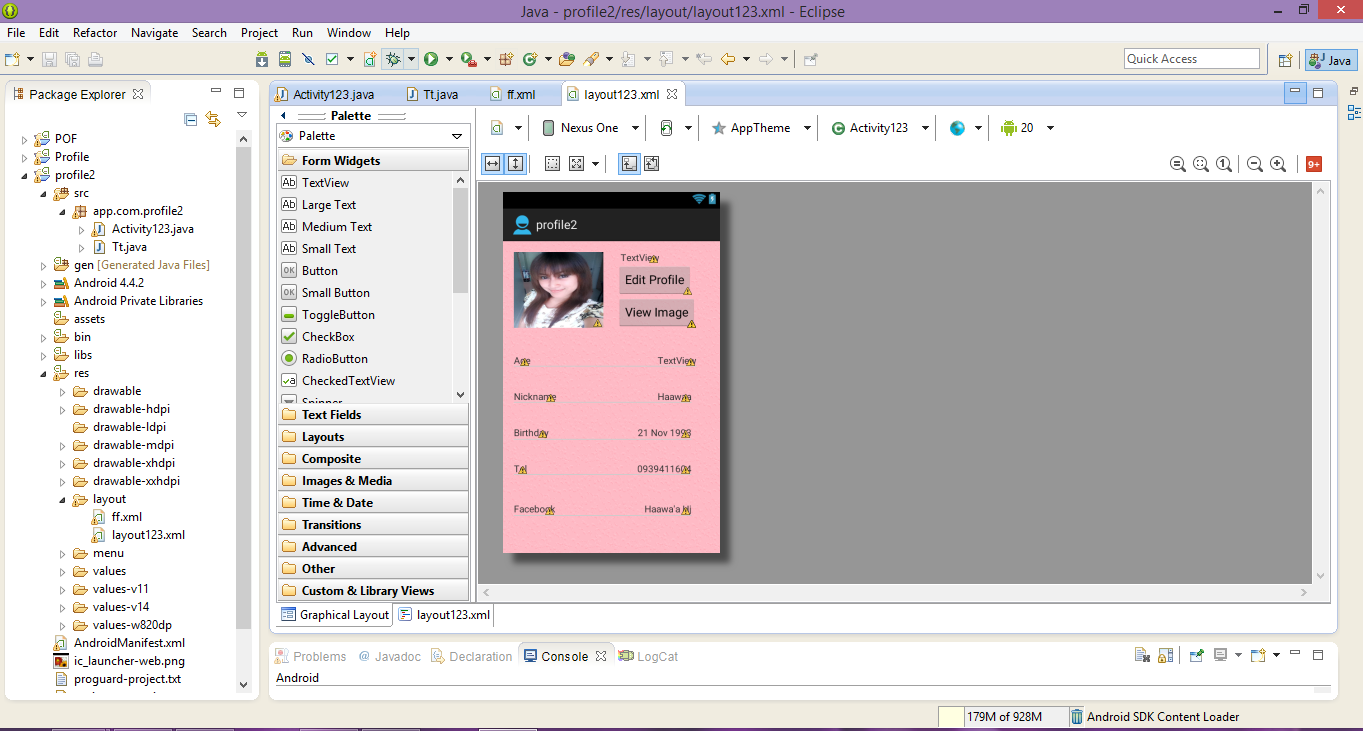 Java - profile2/res/layout/layout123.xml - Eclipse
File Edit Refactor Navigate Search Project Run Window Help
Quick Access
Java
Package Explorer
POF
Profile
profile2
src
app.com.profile2
Activity123.java
Tt.java
gen [Generated Java Files]
Android 4.4.2
Android Private Libraries
assets
bin
libs
res
drawable
drawable-hdpi
drawable-ldpi
drawable-mdpi
drawable-xhdpi
drawable-xxhdpi
layout
ff.xml
layout123.xml
menu
values
values-v11
values-v14
values-w820dp
AndroidManifest.xml
ic_launcher-web.png
proguard-project.txt
Activity123.java Tt.java ff.xml layout123.xml
Palette
Palette
Form Widgets
Ab TextView
Ab Large Text
Ab Medium Text
Ab Small Text
OK Button
OK Small Button
ToggleButton
CheckBox
RadioButton
CheckedTextView
Spinner
Text Fields
Layouts
Composite
Images & Media
Time & Date
Transitions
Advanced
Other
Custom & Library Views
Nexus One AppTheme Activity123 20
9+
profile2
TextView
Edit Profile
View Image
Age TextView
Nickname
Birthday 21 Nov 1993
Tel
Facebook Haawa'a
Graphical Layout layout123.xml
Problems Javadoc Declaration Console LogCat
Android
179M of 928M Android SDK Content Loader